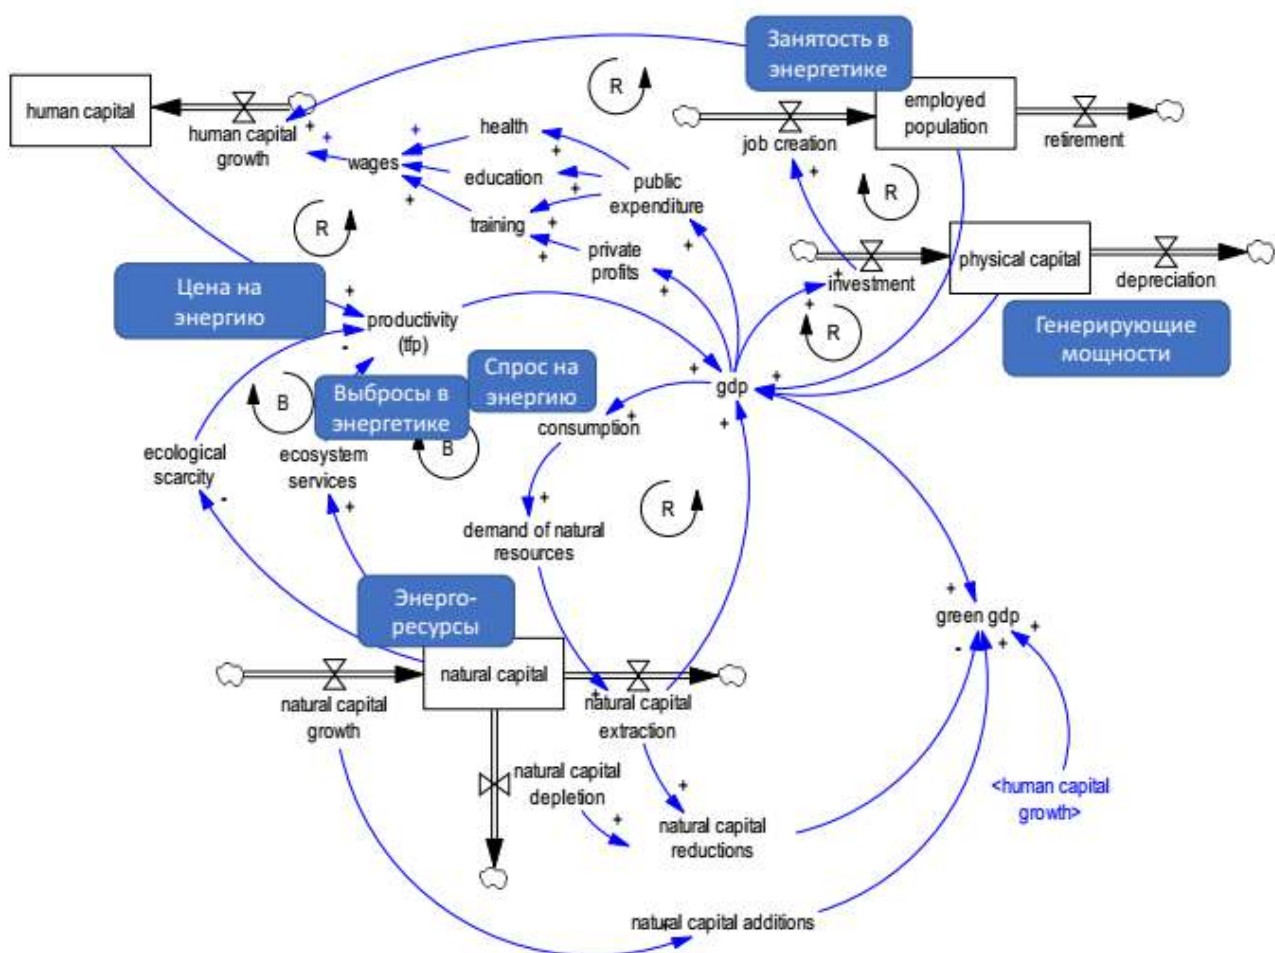 Занятость в
энергетике
human capital
human capital
growth
R
health
wages
education
training
public
expenditure
private
profits
job creation
employed
population
retirement
R
R
investment
physical capital
depreciation
Цена на
энергию
productivity
(tfp)
R
Генерирующие
мощности
Спрос на
энергию
gdp
Выбросы в
энергетике
B
B
consumption
ecological
scarcity
ecosystem
services
R
demand of natural
resources
Энерго-
ресурсы
green gdp
natural capital
natural capital
growth
natural capital
extraction
natural capital
depletion
<human capital
growth>
natural capital
reductions
natural capital additions